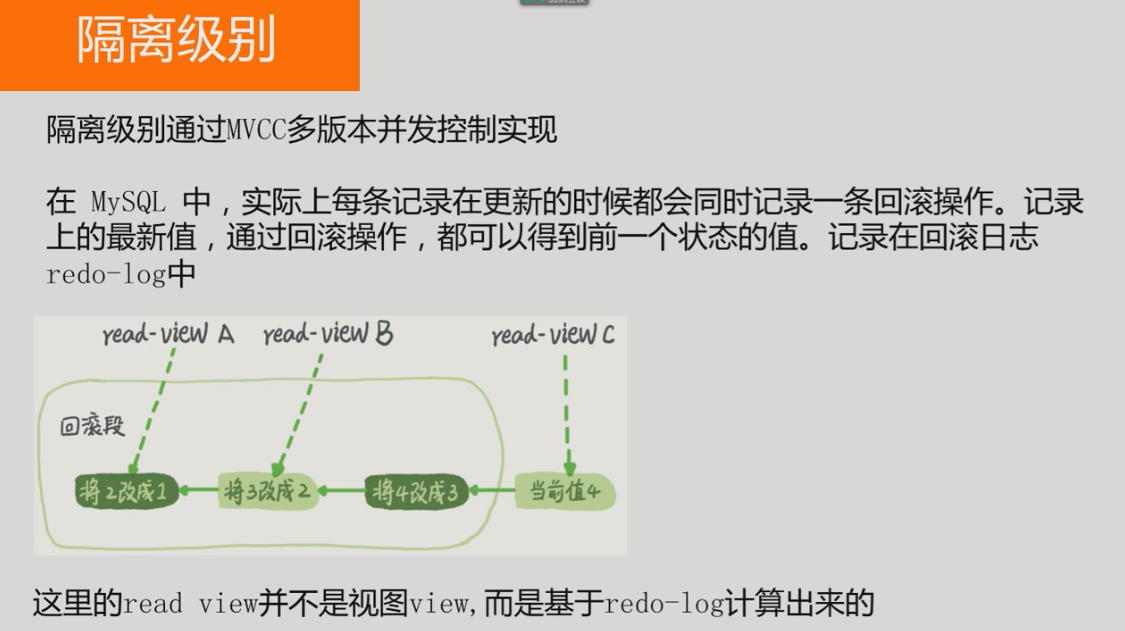 隔离级别
隔离级别通过MVCC多版本并发控制实现
在 MySQL 中，实际上每条记录在更新的时候都会同时记录一条回滚操作。记录
上的最新值，通过回滚操作，都可以得到前一个状态的值。记录在回滚日志
redo-log中
read-view A read-view B read-view C
回滚段
将2改成1 将3改成2 将4改成3 当前值4
这里的read view并不是视图view,而是基于redo-log计算出来的